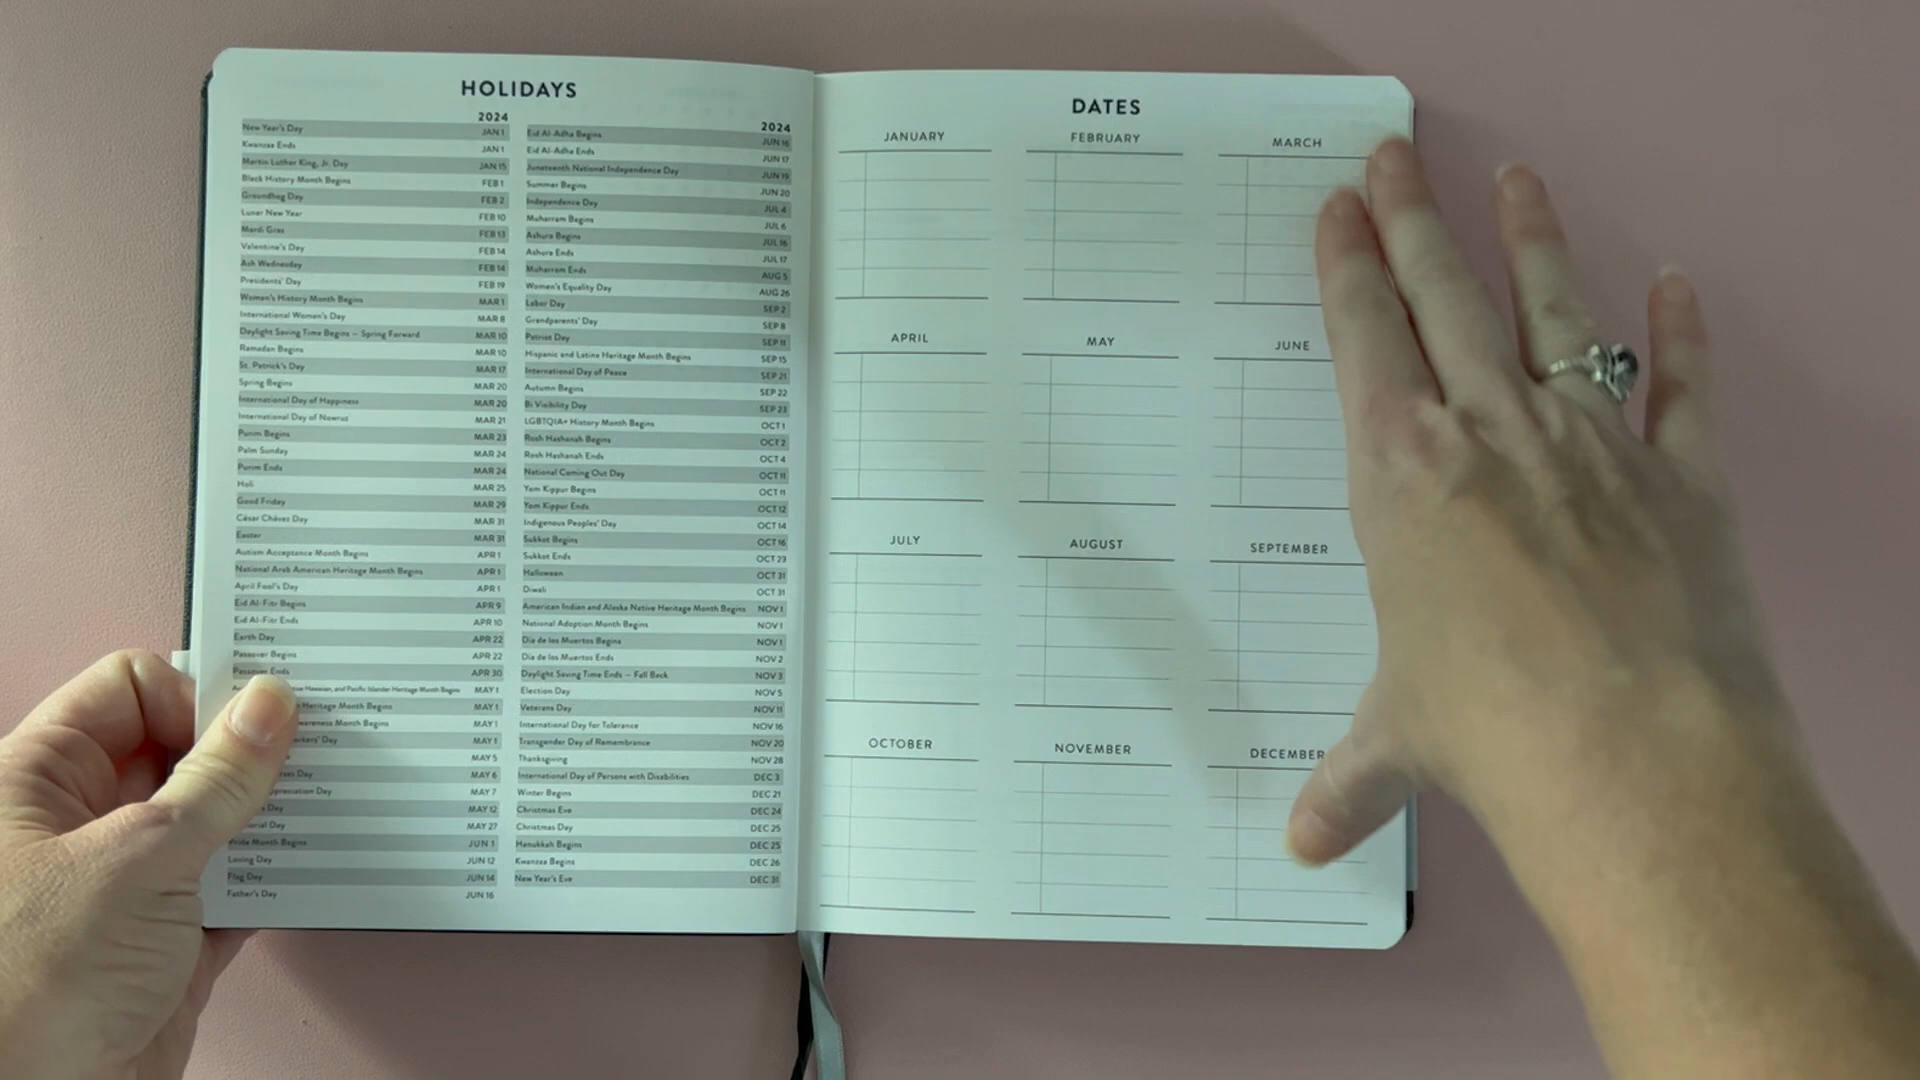 HOLIDAYS
2024
New Year's Day JAN 1
Kwanzaa Ends JAN 1
Martin Luther King, Jr. Day JAN 15
Black History Month Begins FEB 1
Groundhog Day FEB 2
Lunar New Year FEB 10
Mardi Gras FEB 13
Valentine's Day FEB 14
Ash Wednesday FEB 14
Presidents' Day FEB 19
Women's History Month Begins MAR 1
International Women's Day MAR 8
Daylight Saving Time Begins – Spring Forward MAR 10
Ramadan Begins MAR 10
St. Patrick's Day MAR 17
Spring Begins MAR 20
International Day of Happiness MAR 20
International Day of Nowruz MAR 21
Purim Begins MAR 23
Palm Sunday MAR 24
Purim Ends MAR 24
Holi MAR 25
Good Friday MAR 29
César Chávez Day MAR 31
Easter MAR 31
Autism Acceptance Month Begins APR 1
National Arab American Heritage Month Begins APR 1
April Fool's Day APR 1
Eid Al-Fitr Begins APR 9
Eid Al-Fitr Ends APR 10
Earth Day APR 22
Passover Begins APR 22
Passover Ends APR 30
Hawaiian, and Pacific Islander Heritage Month Begins MAY 1
Heritage Month Begins MAY 1
Month Begins MAY 1
Day MAY 1
MAY 5
Day MAY 6
Day MAY 7
Day MAY 12
Day MAY 27
Pride Month Begins JUN 1
Loving Day JUN 12
Flag Day JUN 14
Father's Day JUN 16
2024
Eid Al-Adha Begins JUN 16
Eid Al-Adha Ends JUN 17
Juneteenth National Independence Day JUN 19
Summer Begins JUN 20
Independence Day JUL 4
Muharram Begins JUL 6
Ashura Begins JUL 16
Ashura Ends JUL 17
Muharram Ends AUG 5
Women's Equality Day AUG 26
Labor Day SEP 2
Grandparents' Day SEP 8
Patriot Day SEP 11
Hispanic and Latinx Heritage Month Begins SEP 15
International Day of Peace SEP 21
Autumn Begins SEP 22
Bi Visibility Day SEP 23
LGBTQIA+ History Month Begins OCT 1
Rosh Hashanah Begins OCT 2
Rosh Hashanah Ends OCT 4
National Coming Out Day OCT 11
Yom Kippur Begins OCT 11
Yom Kippur Ends OCT 12
Indigenous Peoples' Day OCT 14
Sukkot Begins OCT 16
Sukkot Ends OCT 23
Halloween OCT 31
Diwali OCT 31
American Indian and Alaska Native Heritage Month Begins NOV 1
National Adoption Month Begins NOV 1
Día de los Muertos Begins NOV 1
Día de los Muertos Ends NOV 2
Daylight Saving Time Ends – Fall Back NOV 3
Election Day NOV 5
Veterans Day NOV 11
International Day for Tolerance NOV 16
Transgender Day of Remembrance NOV 20
Thanksgiving NOV 28
International Day of Persons with Disabilities DEC 3
Winter Begins DEC 21
Christmas Eve DEC 24
Christmas Day DEC 25
Hanukkah Begins DEC 25
Kwanzaa Begins DEC 26
New Year's Eve DEC 31
DATES
JANUARY FEBRUARY MARCH
APRIL MAY JUNE
JULY AUGUST SEPTEMBER
OCTOBER NOVEMBER DECEMBER